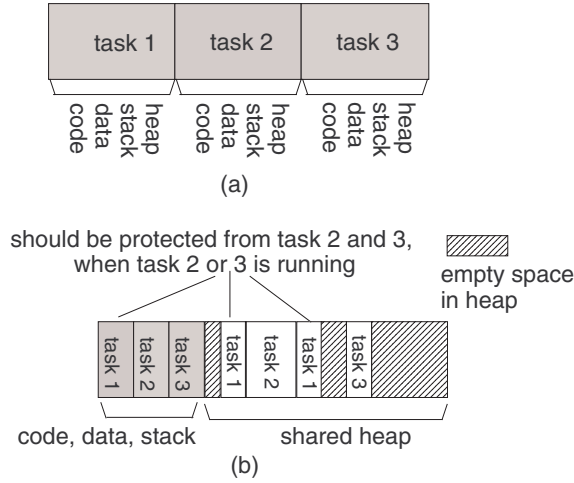 task 1 task 2 task 3
code data stack heap code data stack heap code data stack heap
(a)
should be protected from task 2 and 3,
when task 2 or 3 is running
empty space
in heap
task 1 task 2 task 3 task 1 task 2 task 1 task 3
code, data, stack shared heap
(b)